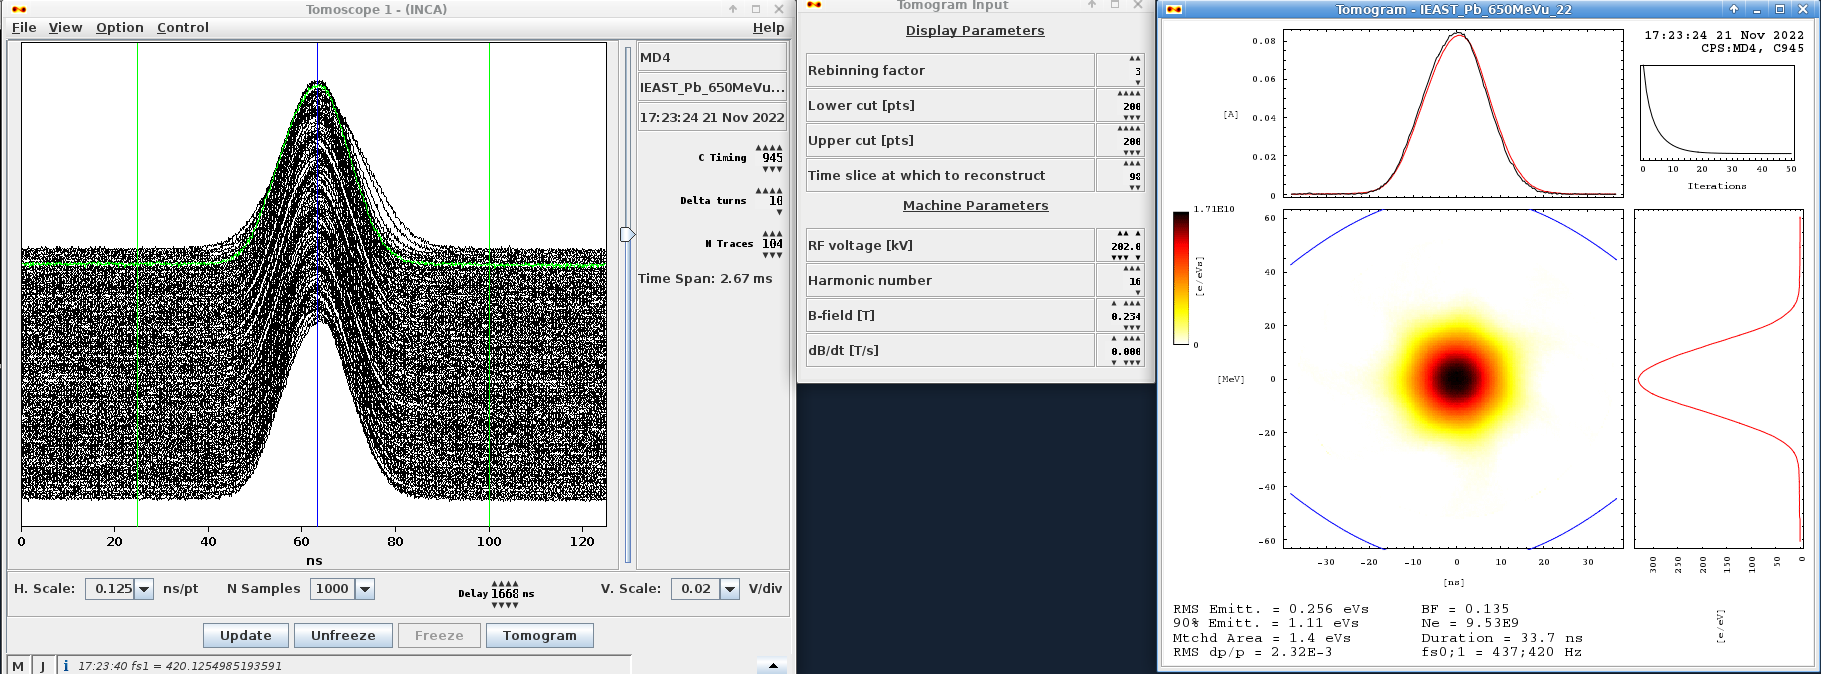 Tomoscope 1 - (INCA)
File View Option Control Help
MD4
IEAST_Pb_650MeVu...
17:23:24 21 Nov 2022
C Timing 945
Delta turns 10
N Traces 104
Time Span: 2.67 ms
0 20 40 60 80 100 120
ns
H. Scale: 0.125 ns/pt N Samples 1000 Delay 1668 ns V. Scale: 0.02 V/div
Update Unfreeze Freeze Tomogram
M J i 17:23:40 fs1 = 420.1254985193591
Tomogram Input
Display Parameters
Rebinning factor 3
Lower cut [pts] 200
Upper cut [pts] 200
Time slice at which to reconstruct 98
Machine Parameters
RF voltage [kV] 202.0
Harmonic number 16
B-field [T] 0.234
dB/dt [T/s] 0.000
Tomogram - IEAST_Pb_650MeVu_22
17:23:24 21 Nov 2022
CPS:MD4, C945
[A]
0.08
0.06
0.04
0.02
0
0 10 20 30 40 50
Iterations
1.71E10
[e/eVs]
0
[MeV]
60
40
20
0
-20
-40
-60
-30 -20 -10 0 10 20 30
[ns]
300 250 200 150 100 50 0
[e/eV]
RMS Emitt. = 0.256 eVs BF = 0.135
90% Emitt. = 1.11 eVs Ne = 9.53E9
Mtchd Area = 1.4 eVs Duration = 33.7 ns
RMS dp/p = 2.32E-3 fs0;1 = 437;420 Hz